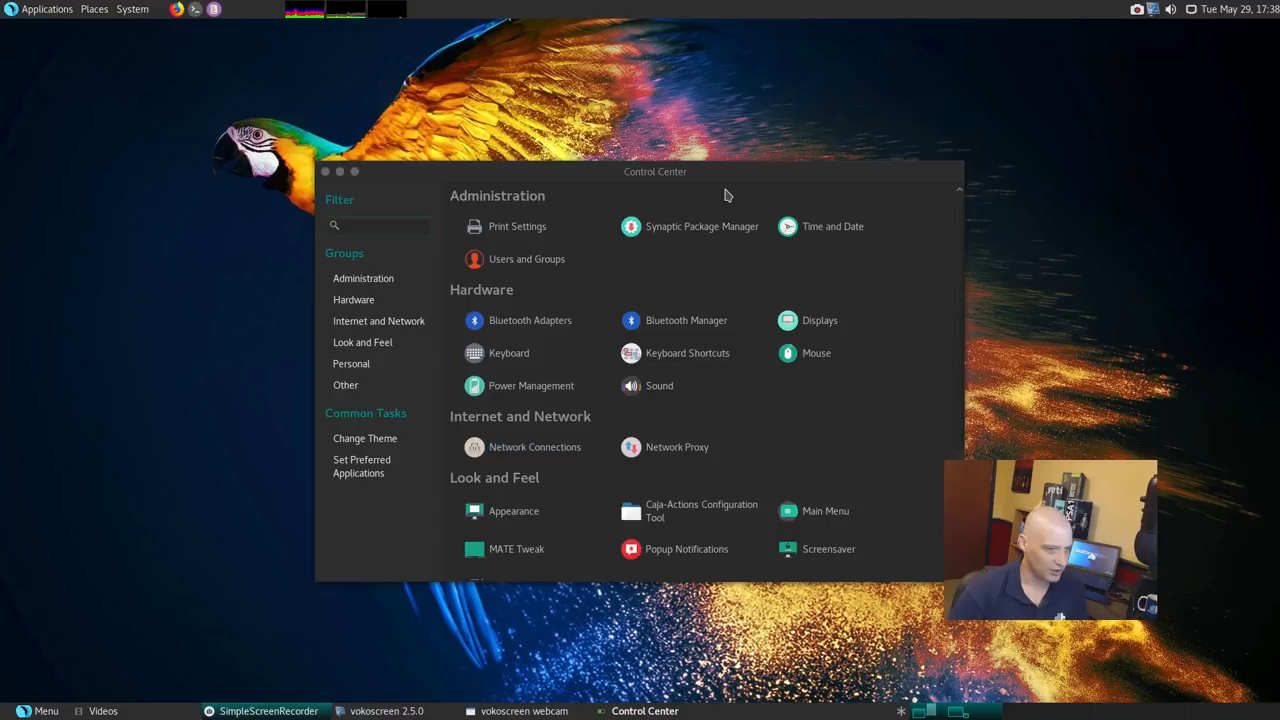 Applications Places System
Tue May 29, 17:38
Control Center
Filter
Groups
Administration
Hardware
Internet and Network
Look and Feel
Personal
Other
Common Tasks
Change Theme
Set Preferred
Applications
Administration
Print Settings
Synaptic Package Manager
Time and Date
Users and Groups
Hardware
Bluetooth Adapters
Bluetooth Manager
Displays
Keyboard
Keyboard Shortcuts
Mouse
Power Management
Sound
Internet and Network
Network Connections
Network Proxy
Look and Feel
Appearance
Caja-Actions Configuration
Tool
Main Menu
MATE Tweak
Popup Notifications
Screensaver
yeti
PSA1
Menu
Videos
SimpleScreenRecorder
vokoscreen 2.5.0
vokoscreen webcam
Control Center